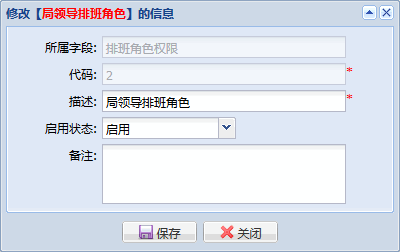 修改【局领导排班角色】的信息
所属字段: 排班角色权限
代码: 2 *
描述: 局领导排班角色 *
启用状态: 启用
备注:
保存 关闭